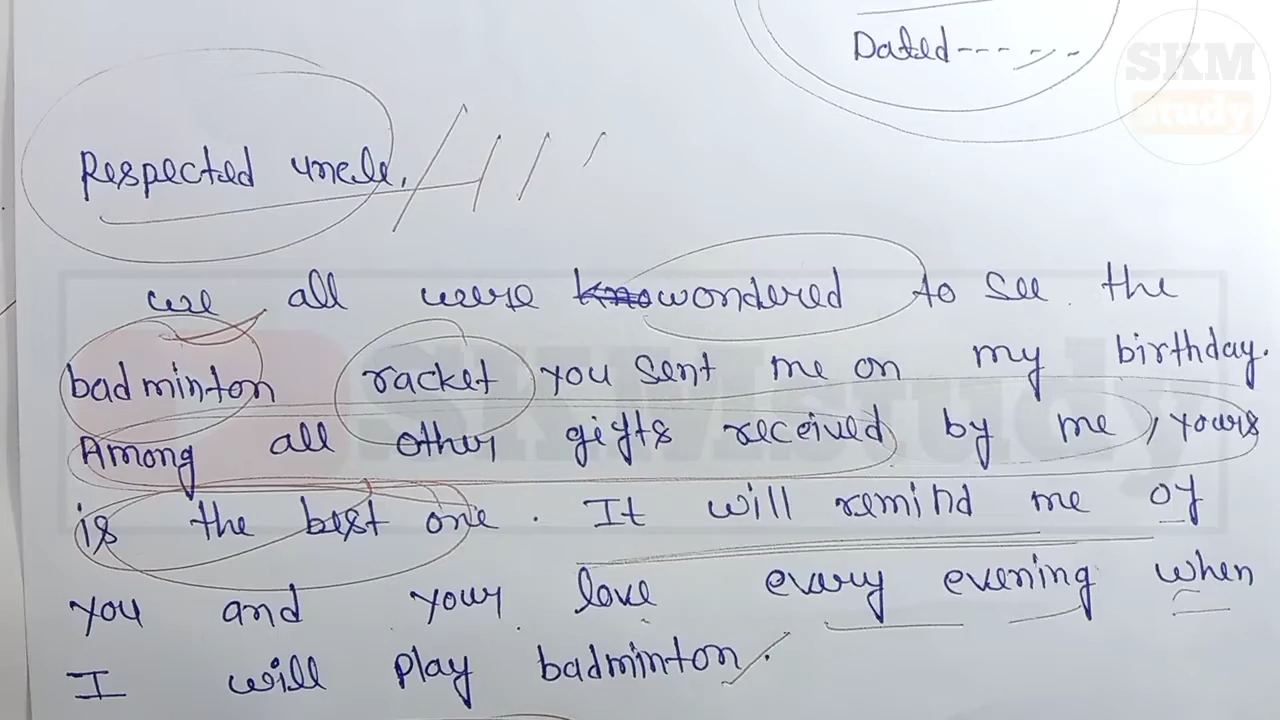 Dated-------
SKM
study
Respected uncle,
we all were wondered to see the
badminton racket you sent me on my birthday.
Among all other gifts received by me, yours
is the best one. It will remind me of
you and your love every evening when
I will play badminton.